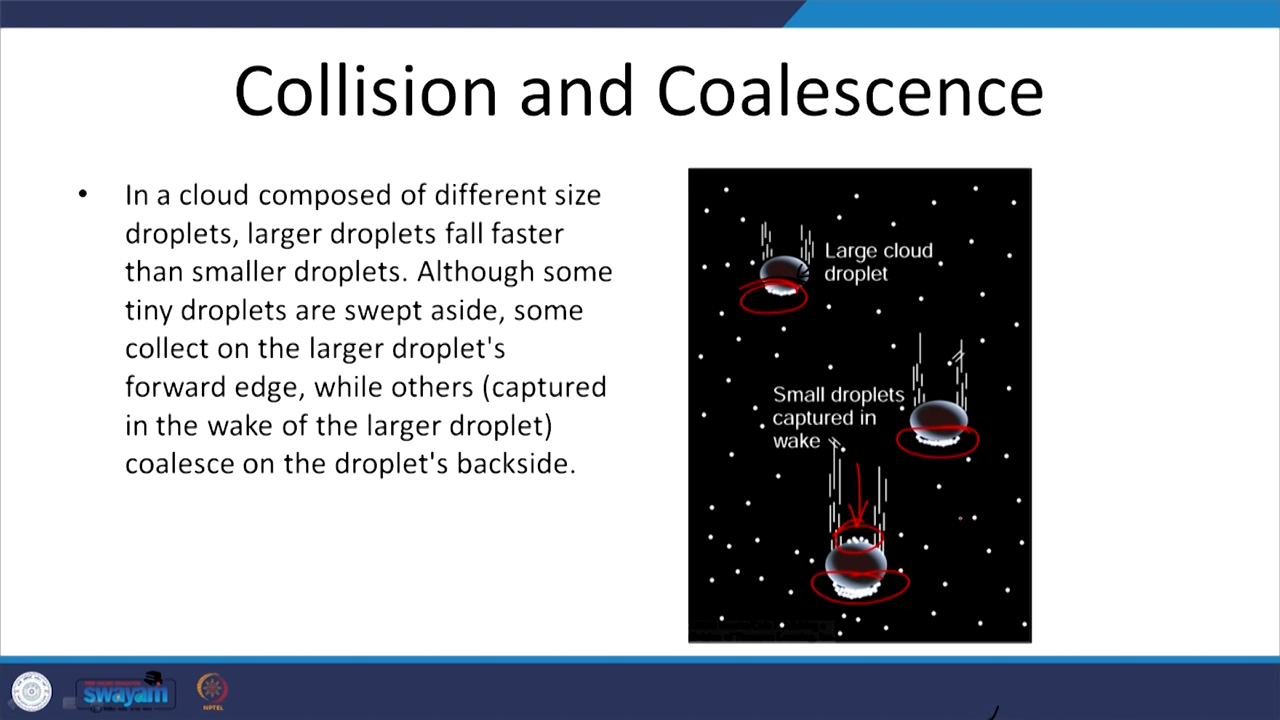 Collision and Coalescence
• In a cloud composed of different size
droplets, larger droplets fall faster
than smaller droplets. Although some
tiny droplets are swept aside, some
collect on the larger droplet's
forward edge, while others (captured
in the wake of the larger droplet)
coalesce on the droplet's backside.
Large cloud
droplet
Small droplets
captured in
wake
swayam
NPTEL